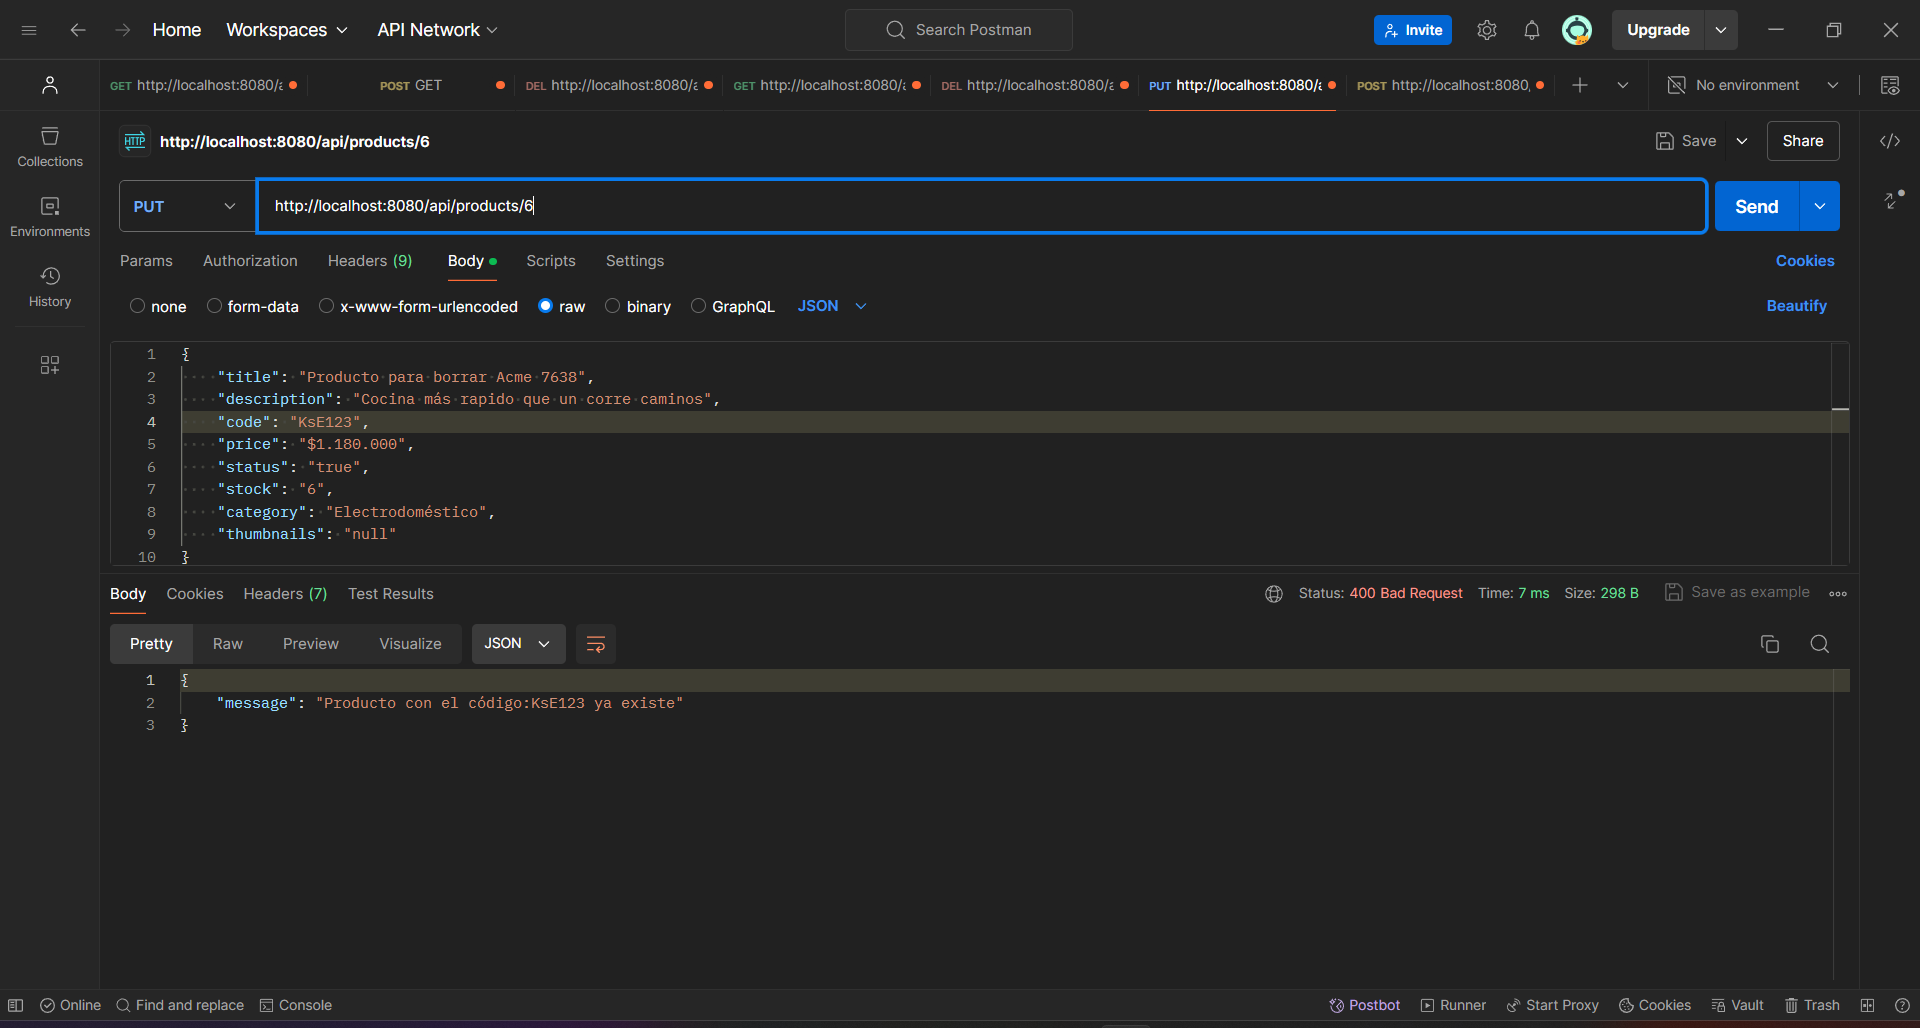 Home Workspaces API Network Search Postman Invite Upgrade
GET http://localhost:8080/a POST GET DEL http://localhost:8080/a GET http://localhost:8080/a DEL http://localhost:8080/a PUT http://localhost:8080/a POST http://localhost:8080/ No environment
HTTP http://localhost:8080/api/products/6 Save Share
PUT http://localhost:8080/api/products/6 Send
Collections
Environments
History
Params Authorization Headers (9) Body Scripts Settings Cookies
none form-data x-www-form-urlencoded raw binary GraphQL JSON Beautify
1 {
2 "title": "Producto para borrar Acme 7638",
3 "description": "Cocina más rapido que un corre caminos",
4 "code": "KsE123",
5 "price": "$1.180.000",
6 "status": "true",
7 "stock": "6",
8 "category": "Electrodoméstico",
9 "thumbnails": "null"
10 }
Body Cookies Headers (7) Test Results Status: 400 Bad Request Time: 7 ms Size: 298 B Save as example
Pretty Raw Preview Visualize JSON
1 {
2 "message": "Producto con el código:KsE123 ya existe"
3 }
Online Find and replace Console Postbot Runner Start Proxy Cookies Vault Trash